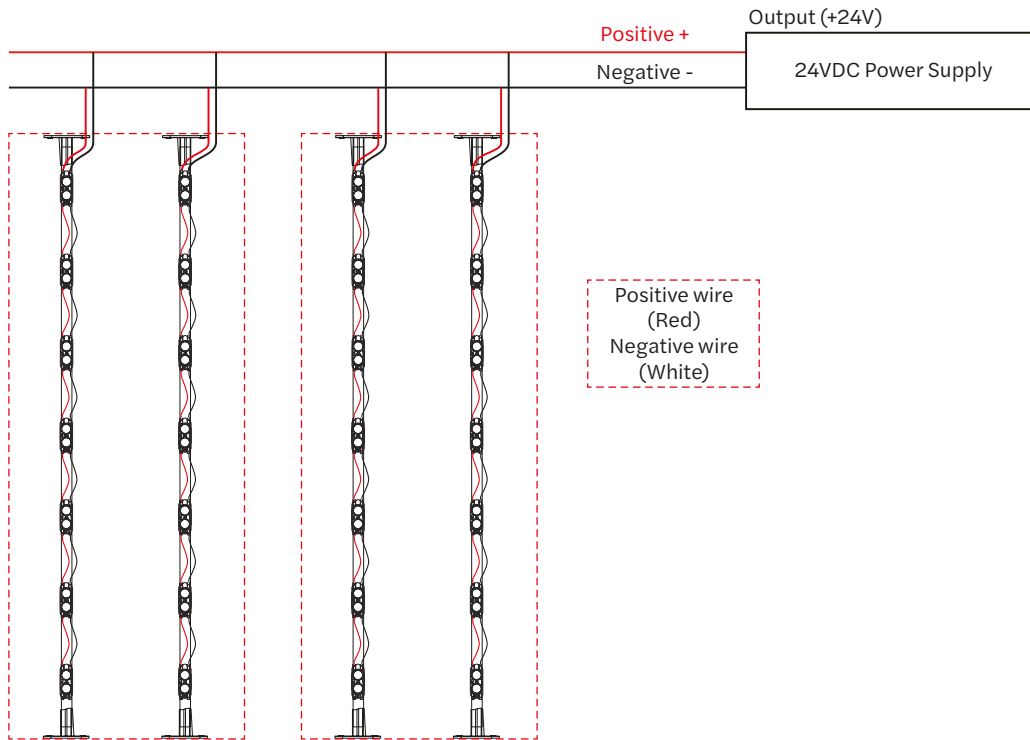 Output (+24V)
Positive +
24VDC Power Supply
Negative -
Positive wire
(Red)
Negative wire
(White)